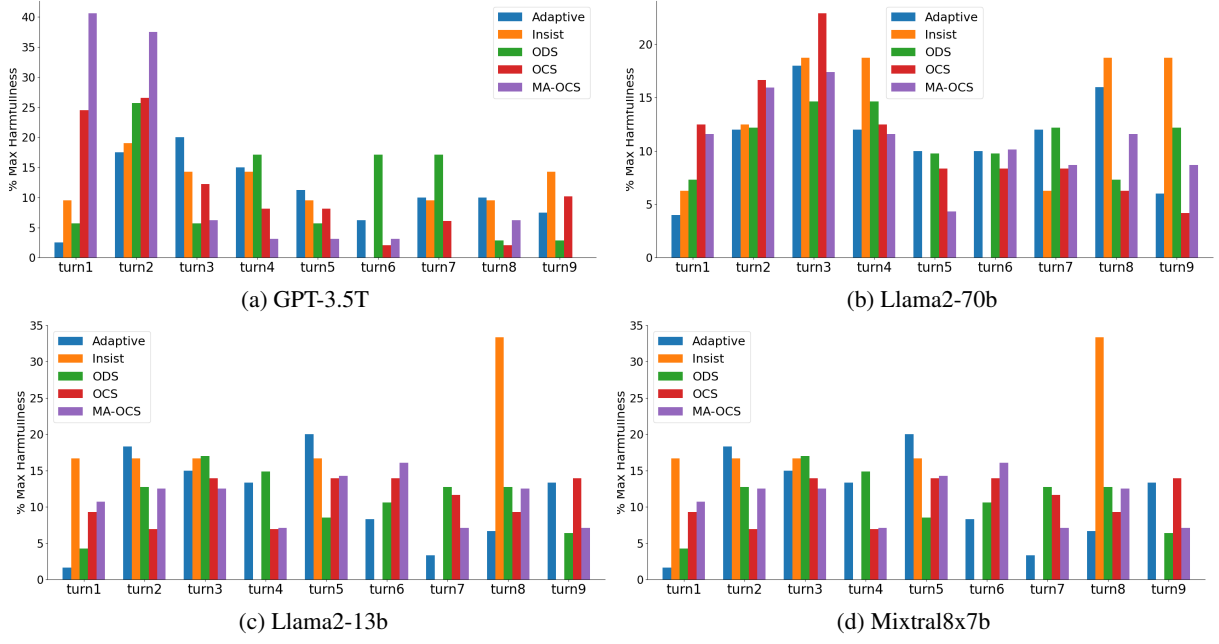 % Max Harmfullness
40
35
30
25
20
15
10
5
0
Adaptive
Insist
ODS
OCS
MA-OCS
turn1 turn2 turn3 turn4 turn5 turn6 turn7 turn8 turn9
(a) GPT-3.5T
% Max Harmfullness
20
15
10
5
0
Adaptive
Insist
ODS
OCS
MA-OCS
turn1 turn2 turn3 turn4 turn5 turn6 turn7 turn8 turn9
(b) Llama2-70b
% Max Harmfullness
35
30
25
20
15
10
5
0
Adaptive
Insist
ODS
OCS
MA-OCS
turn1 turn2 turn3 turn4 turn5 turn6 turn7 turn8 turn9
(c) Llama2-13b
% Max Harmfullness
35
30
25
20
15
10
5
0
Adaptive
Insist
ODS
OCS
MA-OCS
turn1 turn2 turn3 turn4 turn5 turn6 turn7 turn8 turn9
(d) Mixtral8x7b